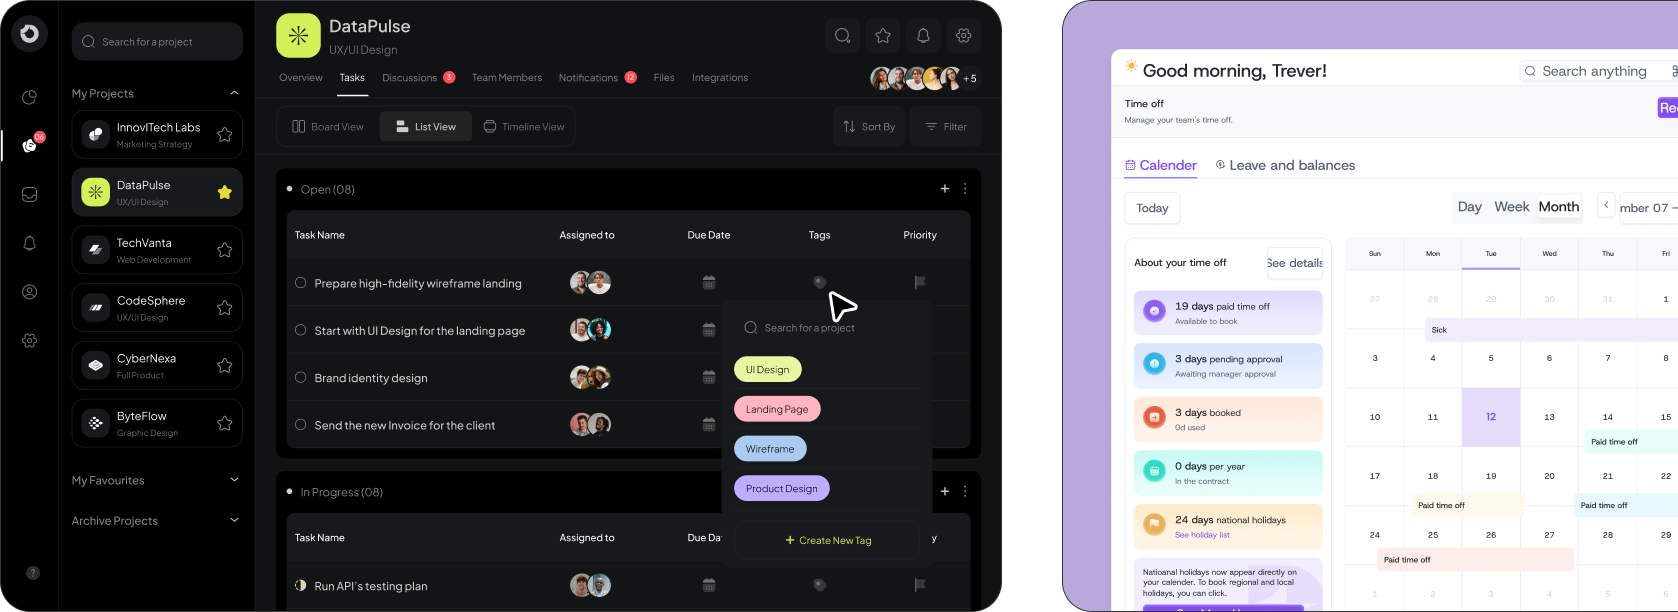 Search for a project
My Projects
InnovITech Labs
Marketing Strategy
DataPulse
UX/UI Design
TechVanta
Web Development
CodeSphere
UX/UI Design
CyberNexa
Full Product
ByteFlow
Graphic Design
My Favourites
Archive Projects
06
?
DataPulse
UX/UI Design
Overview Tasks Discussions 3 Team Members Notifications 12 Files Integrations
+5
Board View List View Timeline View
Sort By Filter
Open (08)
Task Name Assigned to Due Date Tags Priority
Prepare high-fidelity wireframe landing
Start with UI Design for the landing page
Brand identity design
Send the new Invoice for the client
Search for a project
UI Design
Landing Page
Wireframe
Product Design
+ Create New Tag
In Progress (08)
Task Name Assigned to Due Da y
Run API's testing plan
Good morning, Trever!
Search anything
Time off
Manage your team's time off.
Re
Calender Leave and balances
Today
Day Week Month
mber 07 –
About your time off
See details
19 days paid time off
Available to book
3 days pending approval
Awaiting manager approval
3 days booked
0d used
0 days per year
In the contract
24 days national holidays
See holiday list
Natioanal holidays now appear directly on
your calender. To book regional and local
holidays, you can click.
Sun Mon Tue Wed Thu Fri
27 28 29 30 31 1
Sick
3 4 5 6 7 8
10 11 12 13 14 15
Paid time off
17 18 19 20 21 22
Paid time off Paid time off
24 25 26 27 28 29
Paid time off
1 2 3 4 5 6